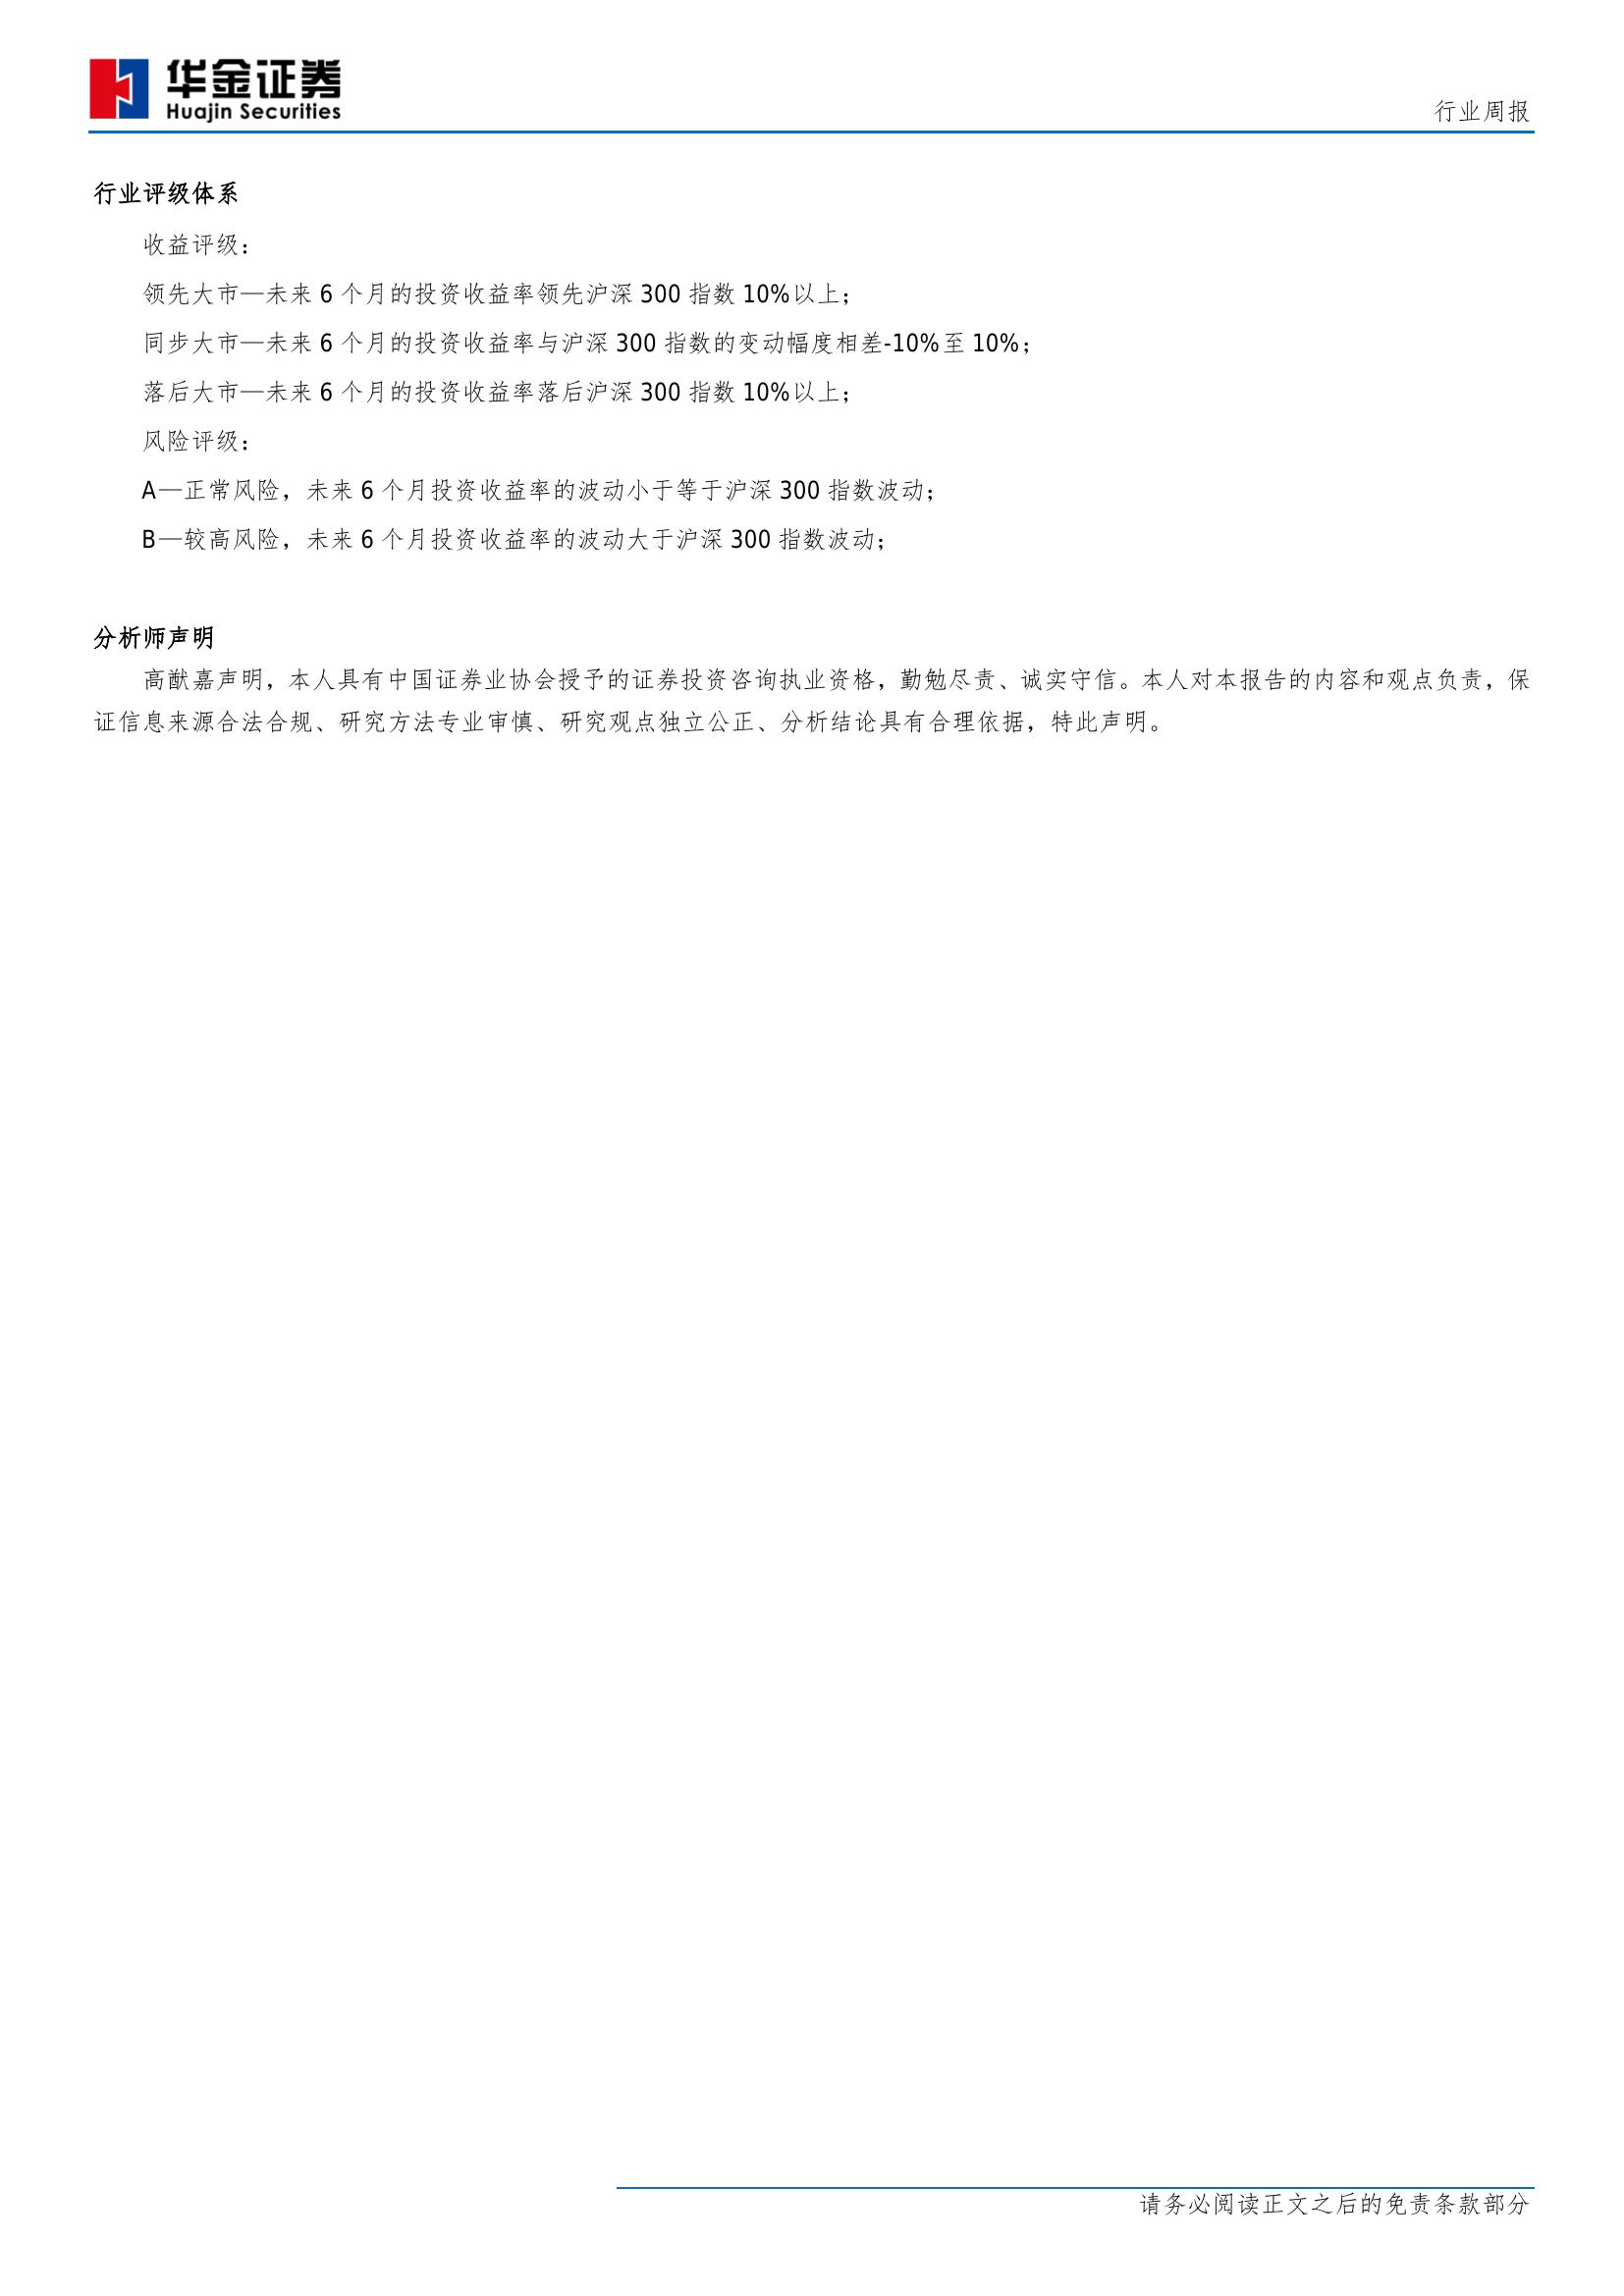 华金证券
Huajin Securities
行业周报
行业评级体系
收益评级：
领先大市—未来 6 个月的投资收益率领先沪深 300 指数 10%以上；
同步大市—未来 6 个月的投资收益率与沪深 300 指数的变动幅度相差-10%至 10%；
落后大市—未来 6 个月的投资收益率落后沪深 300 指数 10%以上；
风险评级：
A—正常风险，未来 6 个月投资收益率的波动小于等于沪深 300 指数波动；
B—较高风险，未来 6 个月投资收益率的波动大于沪深 300 指数波动；
分析师声明
高猷嘉声明，本人具有中国证券业协会授予的证券投资咨询执业资格，勤勉尽责、诚实守信。本人对本报告的内容和观点负责，保
证信息来源合法合规、研究方法专业审慎、研究观点独立公正、分析结论具有合理依据，特此声明。
请务必阅读正文之后的免责条款部分